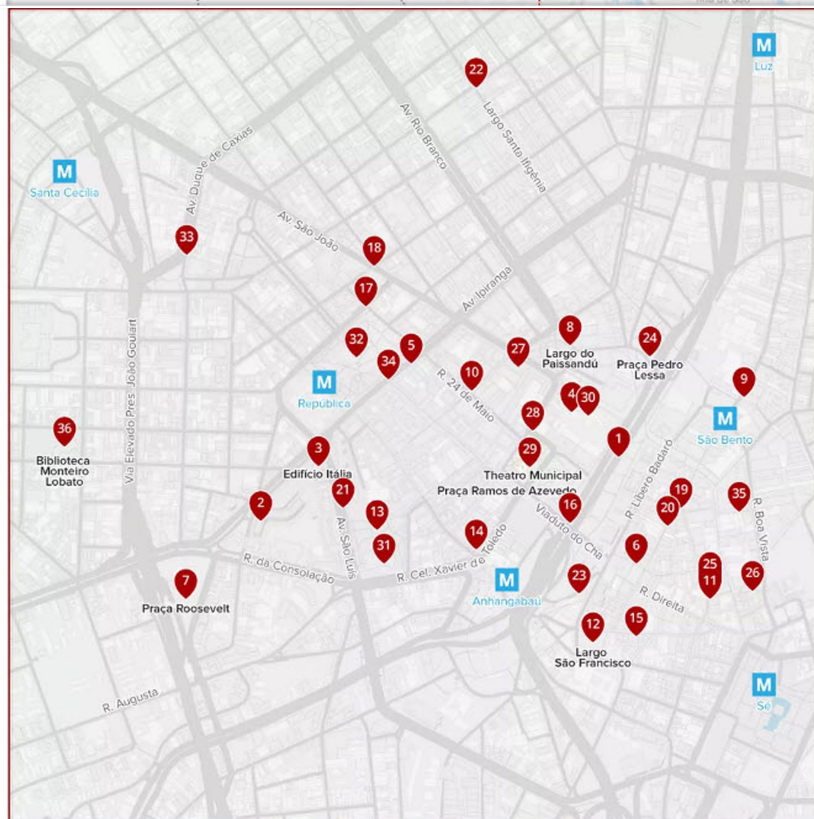 M
Luz
22
Av. Rio Branco
Largo Santa Ifigênia
Av. Duque de Caxias
M
Santa Cecília
Av. São João
33
18
17
Av. Ipiranga
Via Elevado Pres. João Goulart
8
Largo do
Paissandú
24
Praça Pedro
Lessa
32
5
34
27
10
R. 24 de Maio
9
M
República
4
30
28
M
São Bento
36
Biblioteca
Monteiro
Lobato
3
Edifício Itália
1
29
Theatro Municipal
Praça Ramos de Azevedo
R. Líbero Badaró
21
2
13
16
19
20
35
Av. São Luis
Viaduto do Chá
R. Boa Vista
31
14
6
R. da Consolação
R. Cel. Xavier de Toledo
7
Praça Roosevelt
M
Anhangabaú
23
25
11
26
R. Direita
12
Largo
São Francisco
15
R. Augusta
M
Sé